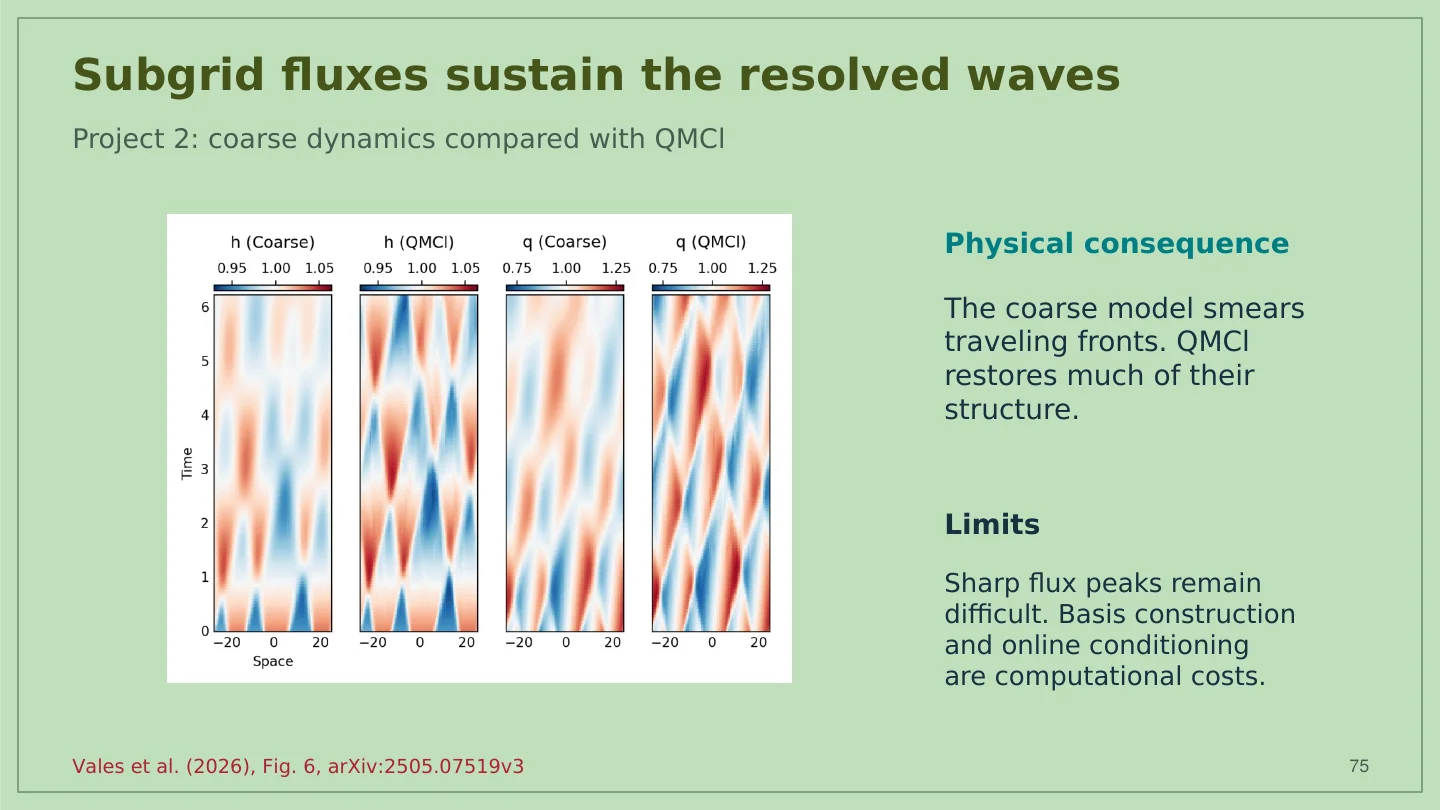 Subgrid fluxes sustain the resolved waves
Project 2: coarse dynamics compared with QMCl
h (Coarse)
0.95 1.00 1.05
h (QMCl)
0.95 1.00 1.05
q (Coarse)
0.75 1.00 1.25
q (QMCl)
0.75 1.00 1.25
6
5
4
3
2
1
0
Time
−20 0 20
−20 0 20
−20 0 20
−20 0 20
Space
Physical consequence
The coarse model smears
traveling fronts. QMCl
restores much of their
structure.
Limits
Sharp flux peaks remain
difficult. Basis construction
and online conditioning
are computational costs.
Vales et al. (2026), Fig. 6, arXiv:2505.07519v3
75